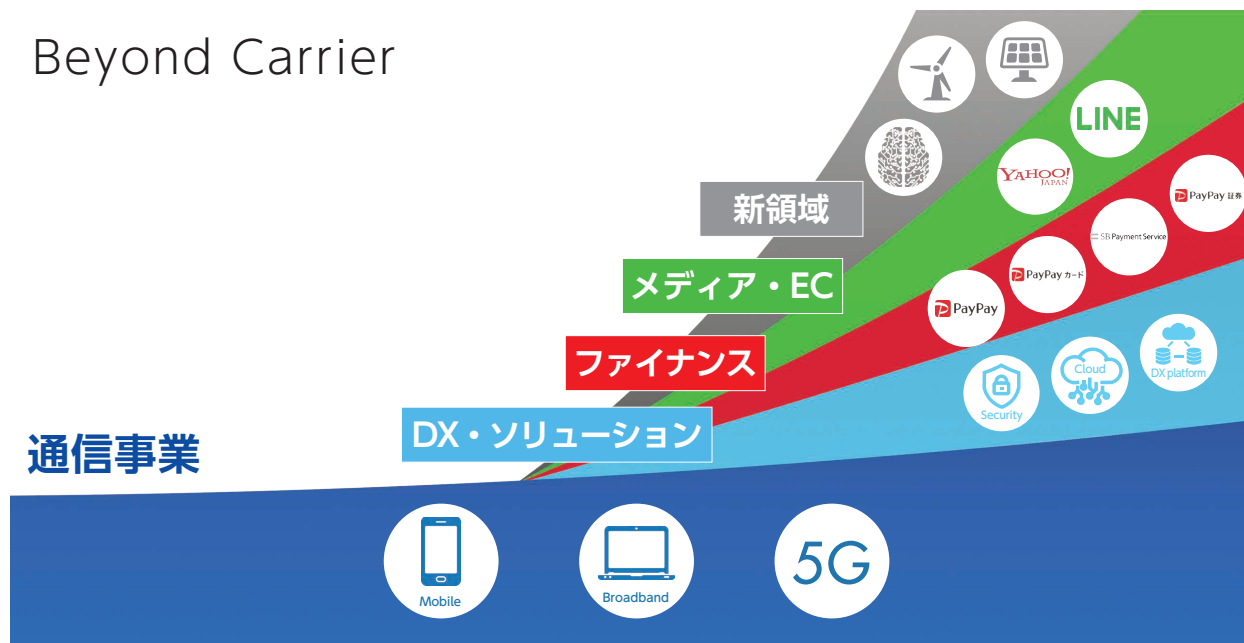 Beyond Carrier
LINE
YAHOO!
JAPAN
新領域
PayPay 証券
SB Payment Service
メディア・EC
PayPay カード
PayPay
ファイナンス
Cloud
DX platform
Security
DX・ソリューション
通信事業
Mobile
Broadband
5G